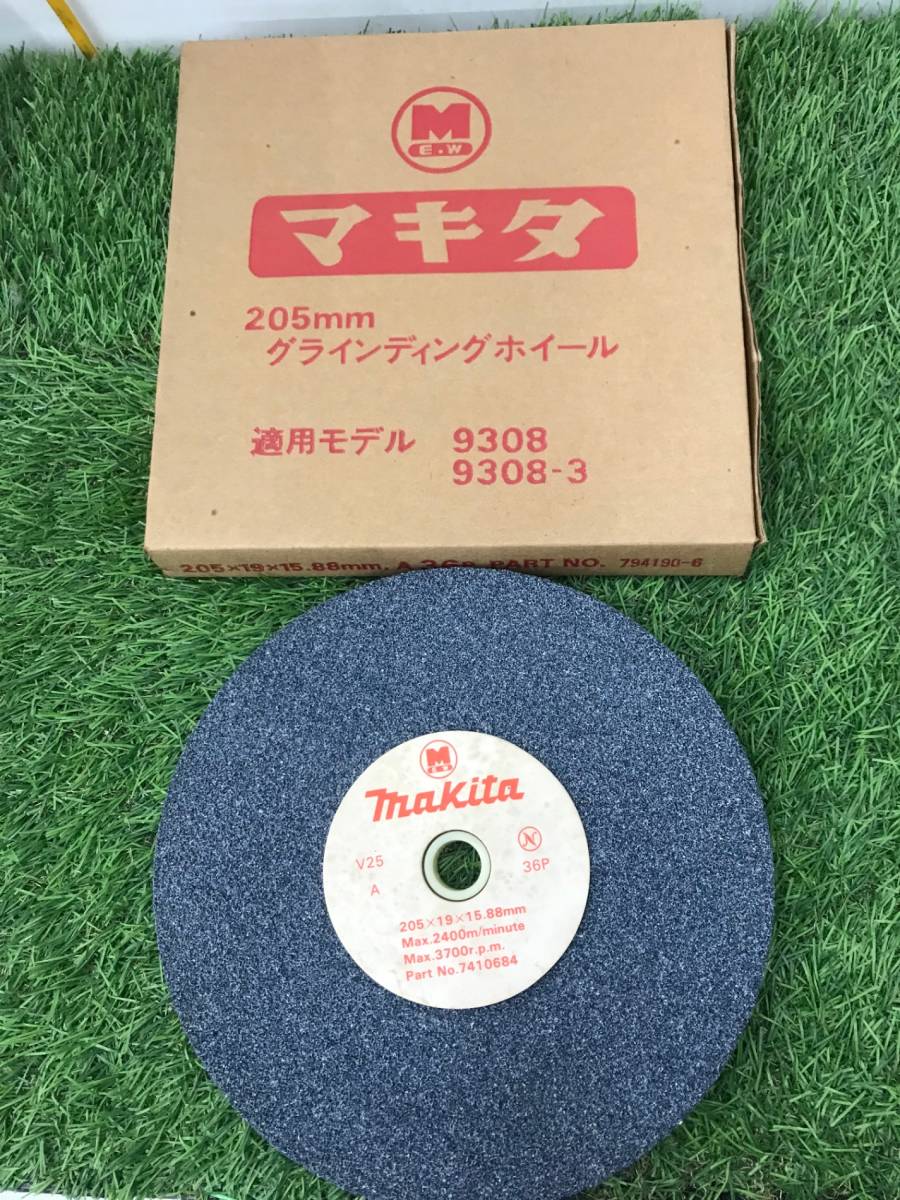 M
E.W
マキタ
205mm
グラインディングホイール
適用モデル 9308
9308-3
205×19×15.88mm, A 36P PART NO. 794190-6
M
E W
makita
V25
A
N
36P
205×19×15.88mm
Max.2400m/minute
Max.3700r.p.m.
Part No.7410684